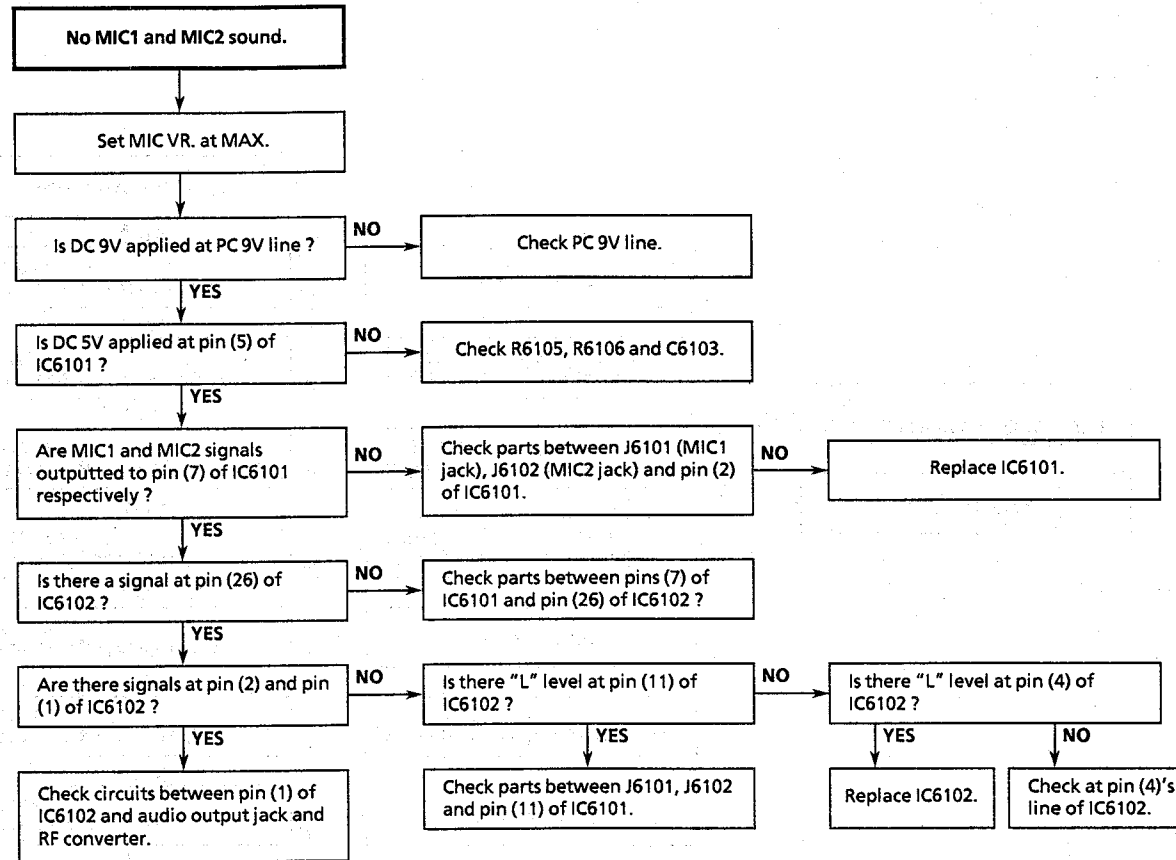 No MIC1 and MIC2 sound.
Set MIC VR. at MAX.
Is DC 9V applied at PC 9V line ?
NO
Check PC 9V line.
YES
Is DC 5V applied at pin (5) of
IC6101 ?
NO
Check R6105, R6106 and C6103.
YES
Are MIC1 and MIC2 signals
outputted to pin (7) of IC6101
respectively ?
NO
Check parts between J6101 (MIC1
jack), J6102 (MIC2 jack) and pin (2)
of IC6101.
NO
Replace IC6101.
YES
Is there a signal at pin (26) of
IC6102 ?
NO
Check parts between pins (7) of
IC6101 and pin (26) of IC6102 ?
YES
Are there signals at pin (2) and pin
(1) of IC6102 ?
NO
Is there "L" level at pin (11) of
IC6102 ?
NO
Is there "L" level at pin (4) of
IC6102 ?
YES
Check circuits between pin (1) of
IC6102 and audio output jack and
RF converter.
YES
Check parts between J6101, J6102
and pin (11) of IC6101.
YES
Replace IC6102.
NO
Check at pin (4)'s
line of IC6102.